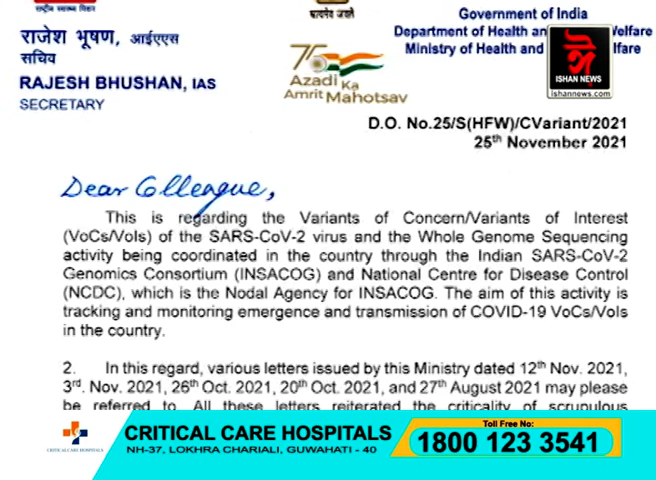 राजेश भूषण, आईएएस
सचिव
RAJESH BHUSHAN, IAS
SECRETARY
सत्यमेव जयते
75
Azadi Ka
Amrit Mahotsav
Government of India
Department of Health an Welfare
Ministry of Health and lfare
ISHAN NEWS
ishannews.com
D.O. No.25/S(HFW)/CVariant/2021
25th November 2021
Dear Colleague,
This is regarding the Variants of Concern/Variants of Interest
(VoCs/VoIs) of the SARS-CoV-2 virus and the Whole Genome Sequencing
activity being coordinated in the country through the Indian SARS-CoV-2
Genomics Consortium (INSACOG) and National Centre for Disease Control
(NCDC), which is the Nodal Agency for INSACOG. The aim of this activity is
tracking and monitoring emergence and transmission of COVID-19 VoCs/VoIs
in the country.
2. In this regard, various letters issued by this Ministry dated 12th Nov. 2021,
3rd. Nov. 2021, 26th Oct. 2021, 20th Oct. 2021, and 27th August 2021 may please
be referred to. All these letters reiterated the criticality of scrupulous
CRITICAL CARE HOSPITALS
CRITICAL CARE HOSPITALS
NH-37, LOKHRA CHARIALI, GUWAHATI - 40
Toll Free No:
1800 123 3541